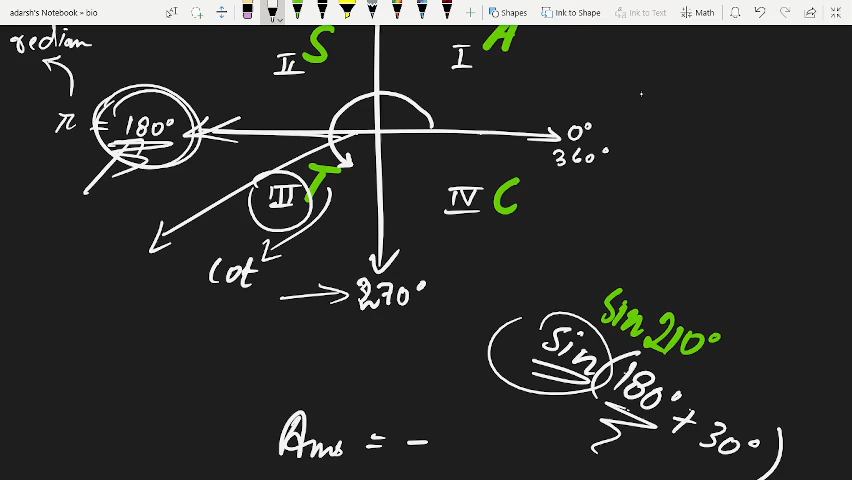 adarsh's Notebook » bio
Shapes
Ink to Shape
Ink to Text
Math
redian
II S
I A
π = 180°
0°
360°
III T
IV C
Cot
270°
sin 210°
sin (180° + 30°)
Ans = -